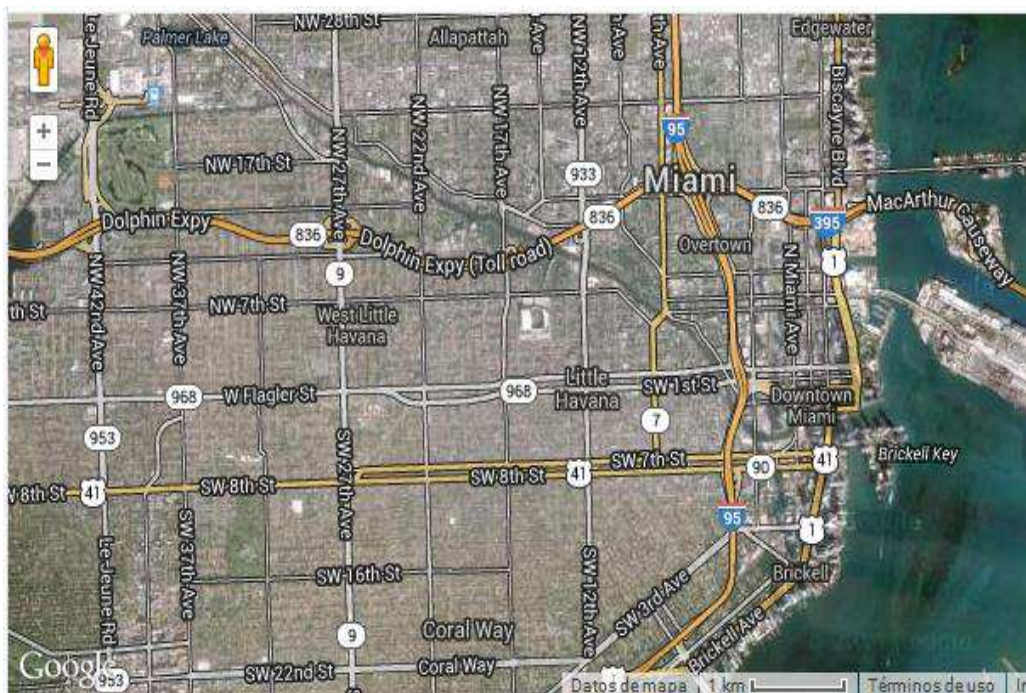 NW 28th St
Palmer Lake
Allapattah
Edgewater
Le Jeune Rd
NW 27th Ave
NW 22nd Ave
NW 17th Ave
NW 12th Ave
7th Ave
Biscayne Blvd
+
−
95
NW 17th St
933
Miami
Dolphin Expy
836
Dolphin Expy (Toll road)
836
836
395
MacArthur Causeway
Overtown
9
1
N Miami Ave
NW 42nd Ave
NW 37th Ave
th St
NW 7th St
West Little
Havana
968
W Flagler St
968
Little
Havana
SW 1st St
Downtown
Miami
953
7
SW 7th St
90
41
Brickell Key
SW 8th St
41
SW 8th St
SW 8th St
41
SW 27th Ave
95
1
Le Jeune Rd
SW 37th Ave
SW 16th St
SW 12th Ave
SW 3rd Ave
Brickell
9
Coral Way
Brickell Ave
Google
953
SW 22nd St
Coral Way
1
Datos de mapa
1 km
Términos de uso